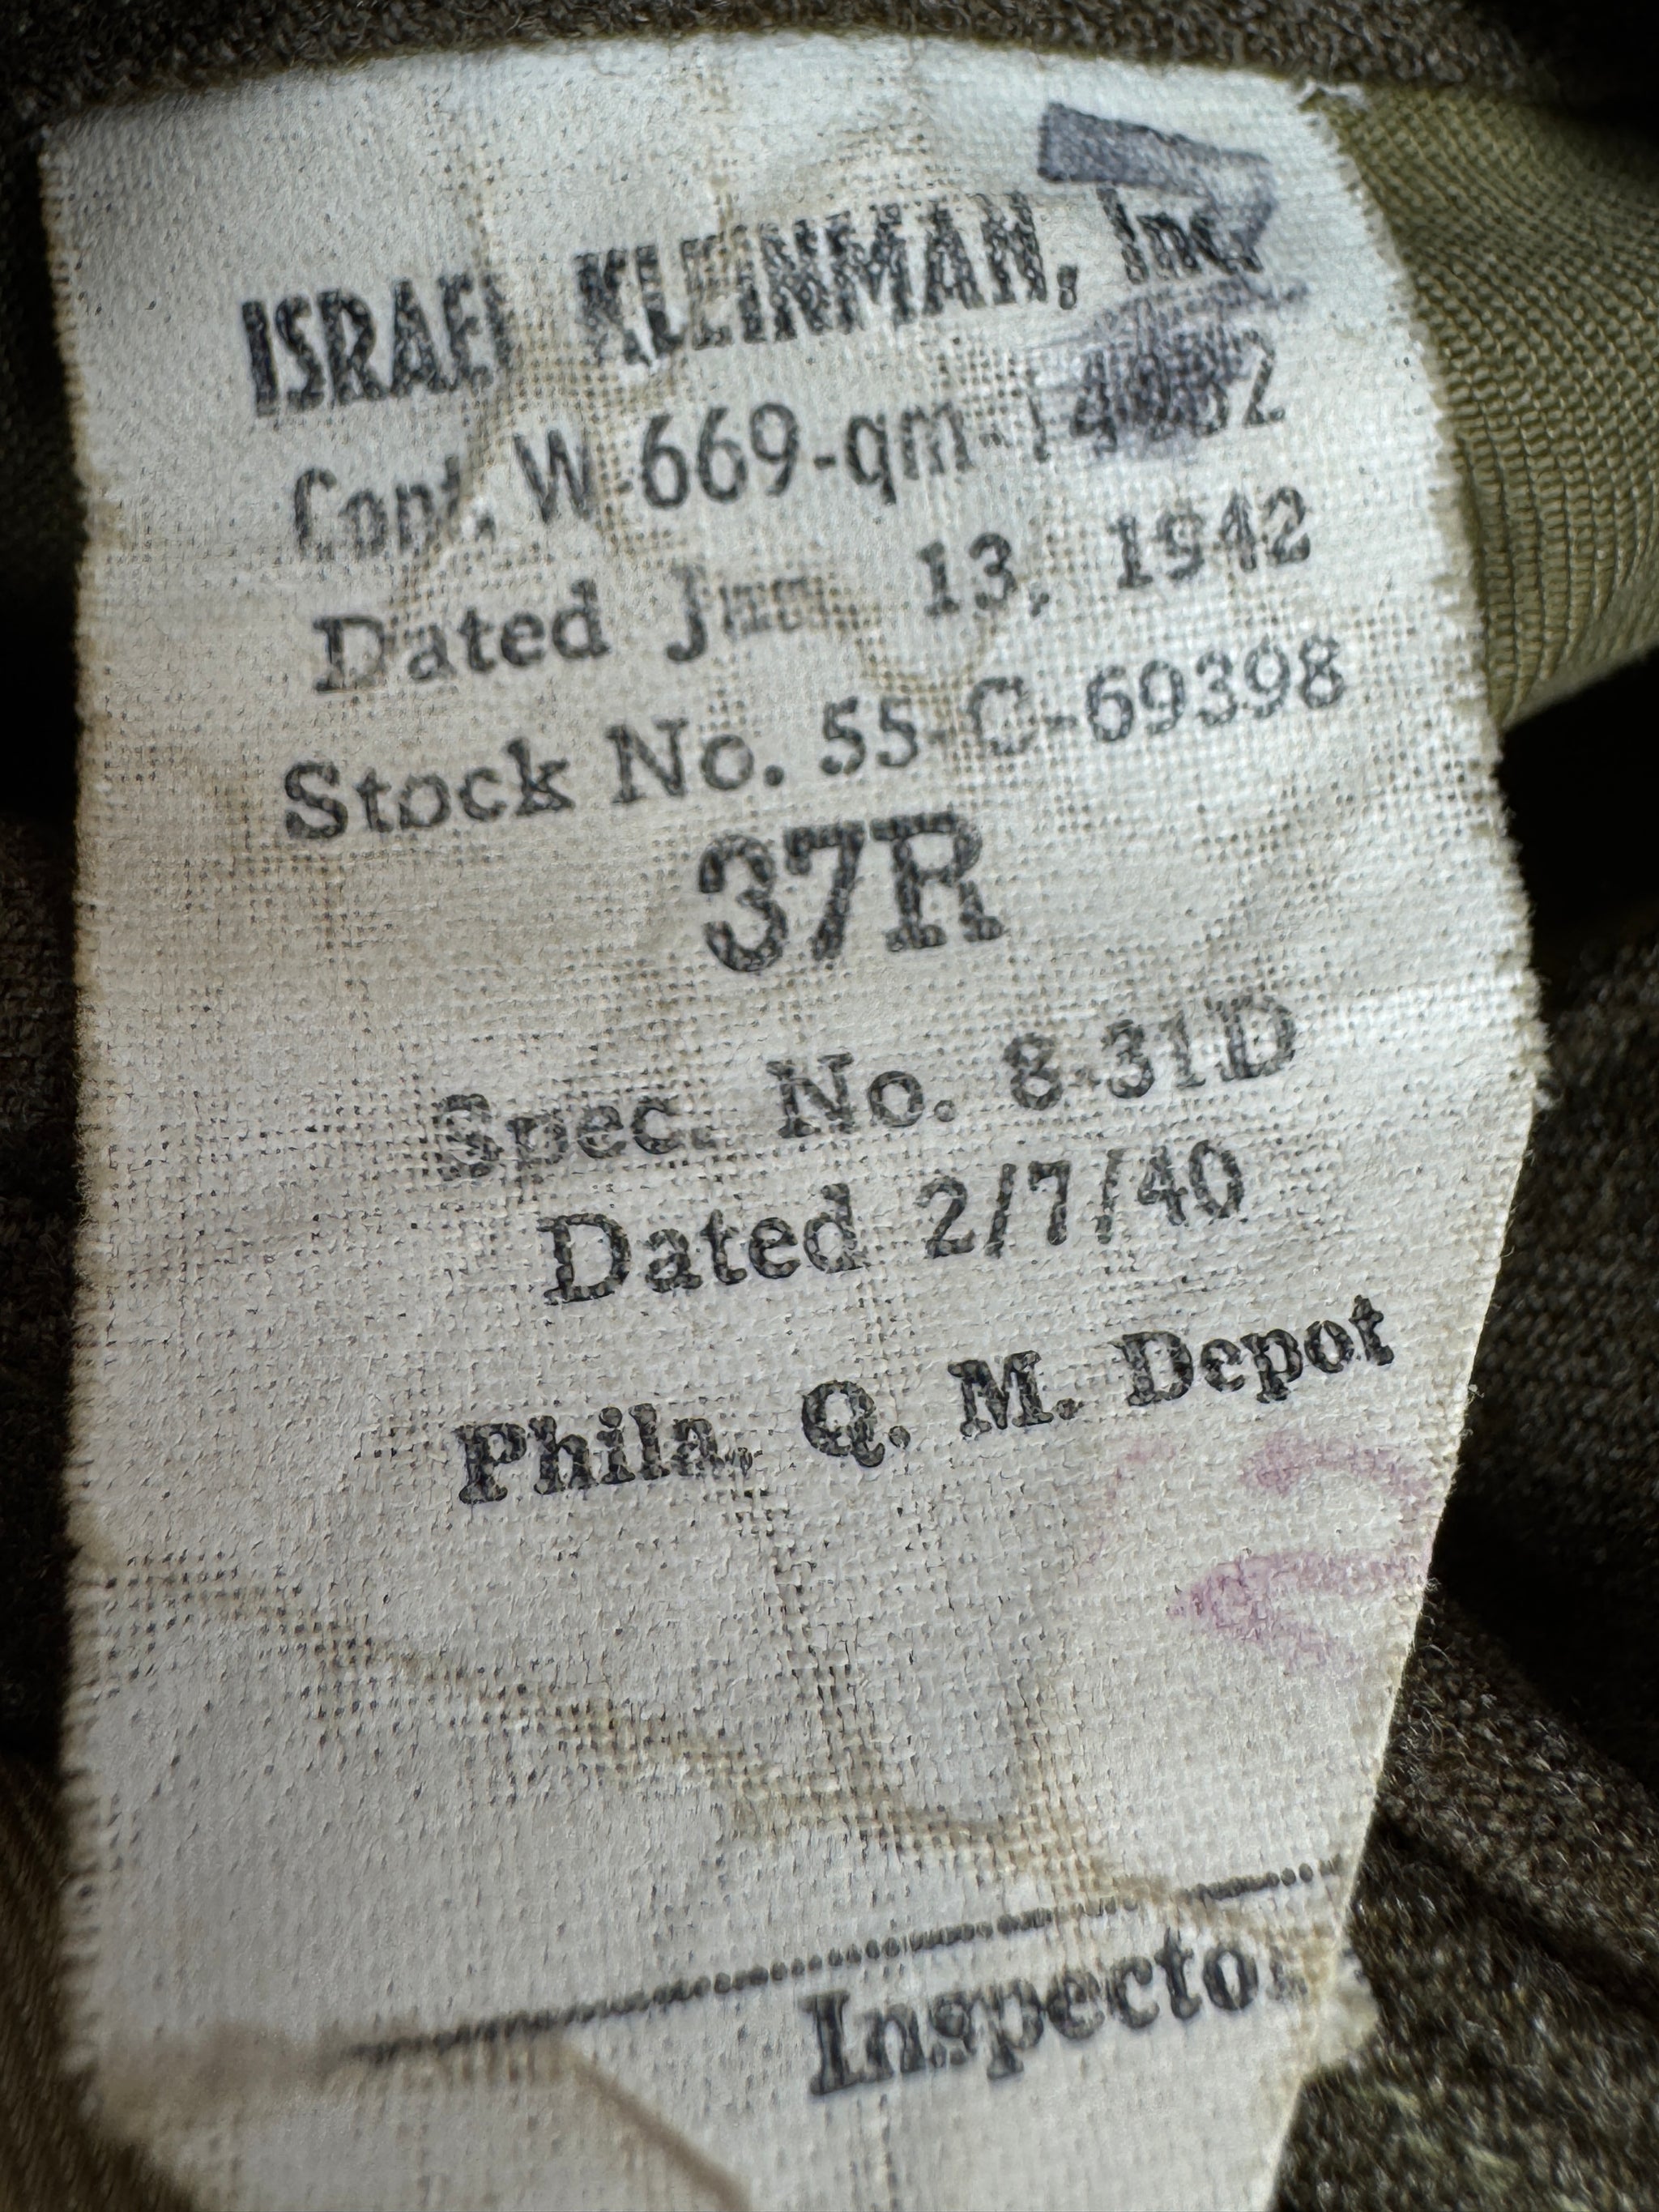 ISRAEL KLEINMAN, Inc.
Cont. W 669-qm-
Dated 13, 1942
Stock No. 55-C-69398
37R
Spec. No. 8-31D
Dated 2/7/40
Phila. Q. M. Depot
Inspector